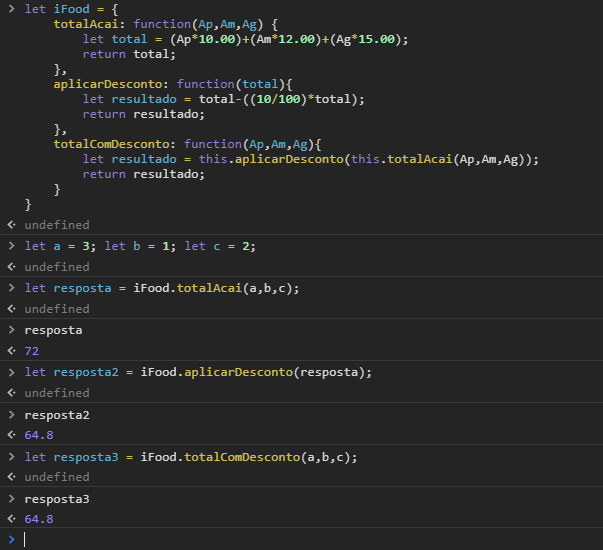 let iFood = {
    totalAcai: function(Ap,Am,Ag) {
        let total = (Ap*10.00)+(Am*12.00)+(Ag*15.00);
        return total;
    },
    aplicarDesconto: function(total){
        let resultado = total-((10/100)*total);
        return resultado;
    },
    totalComDesconto: function(Ap,Am,Ag){
        let resultado = this.aplicarDesconto(this.totalAcai(Ap,Am,Ag));
        return resultado;
    }
}
undefined
let a = 3; let b = 1; let c = 2;
undefined
let resposta = iFood.totalAcai(a,b,c);
undefined
resposta
72
let resposta2 = iFood.aplicarDesconto(resposta);
undefined
resposta2
64.8
let resposta3 = iFood.totalComDesconto(a,b,c);
undefined
resposta3
64.8